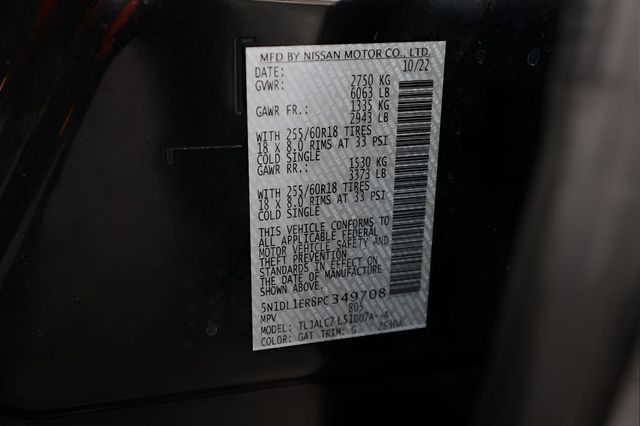 MFD BY NISSAN MOTOR CO., LTD.
DATE: 10/22
GVWR: 2750 KG
6063 LB
GAWR FR.: 1335 KG
2943 LB
WITH 255/60R18 TIRES
18 x 8.0 RIMS AT 33 PSI
COLD SINGLE
GAWR RR.: 1530 KG
3373 LB
WITH 255/60R18 TIRES
18 x 8.0 RIMS AT 33 PSI
COLD SINGLE
THIS VEHICLE CONFORMS TO
ALL APPLICABLE FEDERAL
MOTOR VEHICLE SAFETY AND
THEFT PREVENTION
STANDARDS IN EFFECT ON
THE DATE OF MANUFACTURE
SHOWN ABOVE.
5N1DL1ER8PC349708
MPV
MODEL:
COLOR: GAT TRIM: G